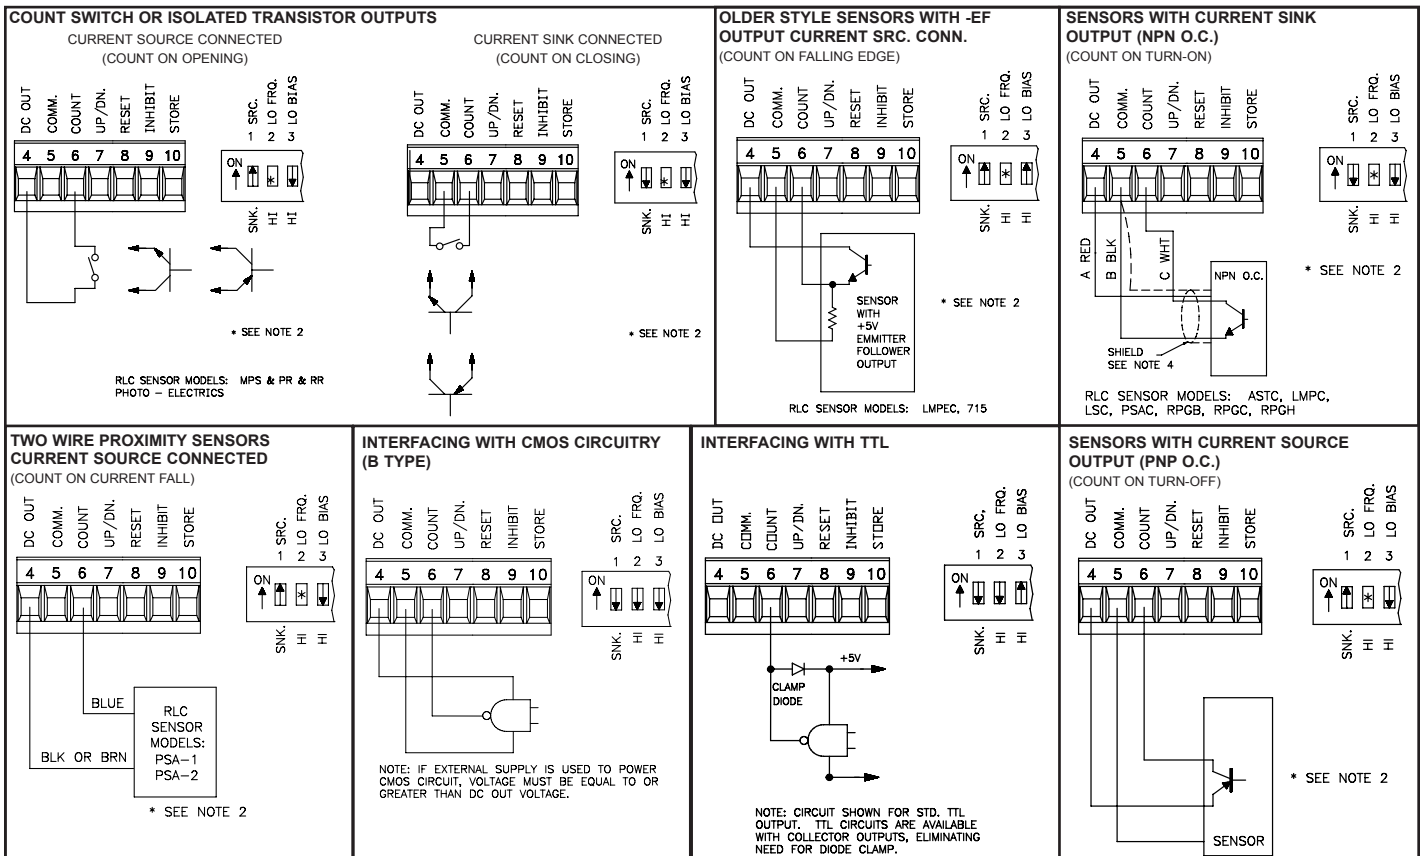 COUNT SWITCH OR ISOLATED TRANSISTOR OUTPUTS
CURRENT SOURCE CONNECTED
(COUNT ON OPENING)
DC OUT
COMM.
COUNT
UP/DN.
RESET
INHIBIT
STORE
4 5 6 7 8 9 10
SRC.
LO FRQ.
LO BIAS
1 2 3
ON
*
SNK.
HI
HI
* SEE NOTE 2
RLC SENSOR MODELS: MPS & PR & RR
PHOTO - ELECTRICS
CURRENT SINK CONNECTED
(COUNT ON CLOSING)
DC OUT
COMM.
COUNT
UP/DN.
RESET
INHIBIT
STORE
4 5 6 7 8 9 10
SRC.
LO FRQ.
LO BIAS
1 2 3
ON
*
SNK.
HI
HI
* SEE NOTE 2
OLDER STYLE SENSORS WITH -EF
OUTPUT CURRENT SRC. CONN.
(COUNT ON FALLING EDGE)
DC OUT
COMM.
COUNT
UP/DN.
RESET
INHIBIT
STORE
4 5 6 7 8 9 10
SRC.
LO FRQ.
LO BIAS
1 2 3
ON
*
SNK.
HI
HI
SENSOR
WITH
+5V
EMMITTER
FOLLOWER
OUTPUT
* SEE NOTE 2
RLC SENSOR MODELS: LMPEC, 715
SENSORS WITH CURRENT SINK
OUTPUT (NPN O.C.)
(COUNT ON TURN-ON)
DC OUT
COMM.
COUNT
UP/DN.
RESET
INHIBIT
STORE
4 5 6 7 8 9 10
SRC.
LO FRQ.
LO BIAS
1 2 3
ON
*
SNK.
HI
HI
A RED
B BLK
C WHT
NPN O.C.
* SEE NOTE 2
SHIELD
SEE NOTE 4
RLC SENSOR MODELS: ASTC, LMPC,
LSC, PSAC, RPGB, RPGC, RPGH
TWO WIRE PROXIMITY SENSORS
CURRENT SOURCE CONNECTED
(COUNT ON CURRENT FALL)
DC OUT
COMM.
COUNT
UP/DN.
RESET
INHIBIT
STORE
4 5 6 7 8 9 10
SRC.
LO FRQ.
LO BIAS
1 2 3
ON
*
SNK.
HI
HI
BLUE
BLK OR BRN
RLC
SENSOR
MODELS:
PSA-1
PSA-2
* SEE NOTE 2
INTERFACING WITH CMOS CIRCUITRY
(B TYPE)
DC OUT
COMM.
COUNT
UP/DN.
RESET
INHIBIT
STORE
4 5 6 7 8 9 10
SRC.
LO FRQ.
LO BIAS
1 2 3
ON
SNK.
HI
HI
NOTE: IF EXTERNAL SUPPLY IS USED TO POWER
CMOS CIRCUIT, VOLTAGE MUST BE EQUAL TO OR
GREATER THAN DC OUT VOLTAGE.
INTERFACING WITH TTL
DC OUT
COMM.
COUNT
UP/DN.
RESET
INHIBIT
STORE
4 5 6 7 8 9 10
SRC.
LO FRQ.
LO BIAS
1 2 3
ON
SNK.
HI
HI
+5V
CLAMP
DIODE
NOTE: CIRCUIT SHOWN FOR STD. TTL
OUTPUT. TTL CIRCUITS ARE AVAILABLE
WITH COLLECTOR OUTPUTS, ELIMINATING
NEED FOR DIODE CLAMP.
SENSORS WITH CURRENT SOURCE
OUTPUT (PNP O.C.)
(COUNT ON TURN-OFF)
DC OUT
COMM.
COUNT
UP/DN.
RESET
INHIBIT
STORE
4 5 6 7 8 9 10
SRC.
LO FRQ.
LO BIAS
1 2 3
ON
*
SNK.
HI
HI
* SEE NOTE 2
SENSOR